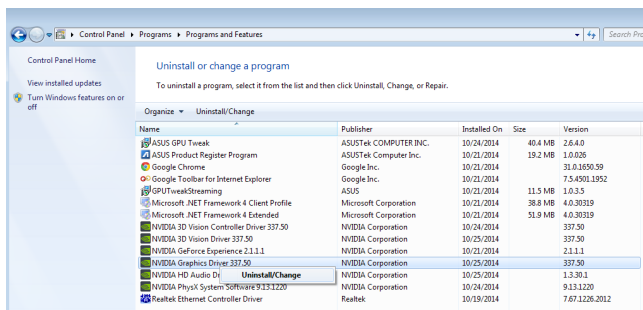 Control Panel Programs Programs and Features Search Pro
Control Panel Home
View installed updates
Turn Windows features on or
off
Uninstall or change a program
To uninstall a program, select it from the list and then click Uninstall, Change, or Repair.
Organize Uninstall/Change
Name Publisher Installed On Size Version
ASUS GPU Tweak ASUSTek COMPUTER INC. 10/24/2014 40.4 MB 2.6.4.0
ASUS Product Register Program ASUSTek Computer Inc. 10/21/2014 19.2 MB 1.0.026
Google Chrome Google Inc. 10/21/2014 31.0.1650.59
Google Toolbar for Internet Explorer Google Inc. 10/21/2014 7.5.4501.1952
GPUTweakStreaming ASUS 10/21/2014 11.5 MB 1.0.3.5
Microsoft .NET Framework 4 Client Profile Microsoft Corporation 10/21/2014 38.8 MB 4.0.30319
Microsoft .NET Framework 4 Extended Microsoft Corporation 10/21/2014 51.9 MB 4.0.30319
NVIDIA 3D Vision Controller Driver 337.50 NVIDIA Corporation 10/24/2014 337.50
NVIDIA 3D Vision Driver 337.50 NVIDIA Corporation 10/25/2014 337.50
NVIDIA GeForce Experience 2.1.1.1 NVIDIA Corporation 10/21/2014 2.1.1.1
NVIDIA Graphics Driver 337.50 NVIDIA Corporation 10/25/2014 337.50
NVIDIA HD Audio Dr Uninstall/Change NVIDIA Corporation 10/25/2014 1.3.30.1
NVIDIA PhysX System Software 9.13.1220 NVIDIA Corporation 10/24/2014 9.13.1220
Realtek Ethernet Controller Driver Realtek 10/19/2014 7.67.1226.2012